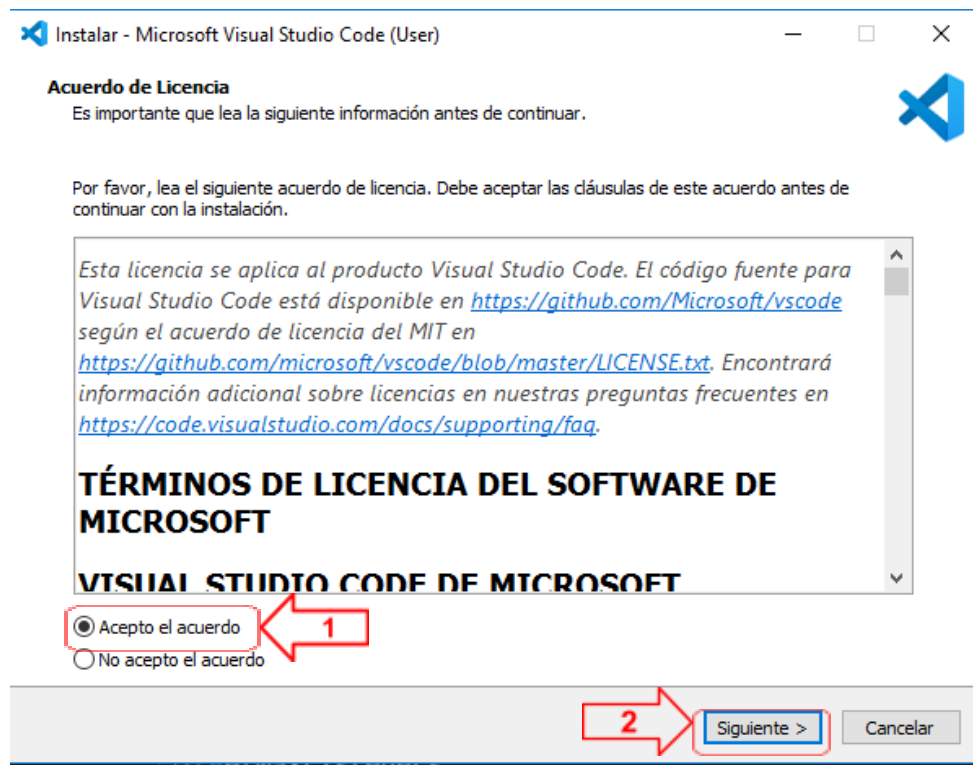 Instalar - Microsoft Visual Studio Code (User)
Acuerdo de Licencia
Es importante que lea la siguiente información antes de continuar.
Por favor, lea el siguiente acuerdo de licencia. Debe aceptar las cláusulas de este acuerdo antes de
continuar con la instalación.
Esta licencia se aplica al producto Visual Studio Code. El código fuente para
Visual Studio Code está disponible en https://github.com/Microsoft/vscode
según el acuerdo de licencia del MIT en
https://github.com/microsoft/vscode/blob/master/LICENSE.txt. Encontrará
información adicional sobre licencias en nuestras preguntas frecuentes en
https://code.visualstudio.com/docs/supporting/faq.
TÉRMINOS DE LICENCIA DEL SOFTWARE DE
MICROSOFT
VISUAL STUDIO CODE DE MICROSOFT
Acepto el acuerdo
1
No acepto el acuerdo
2
Siguiente >
Cancelar